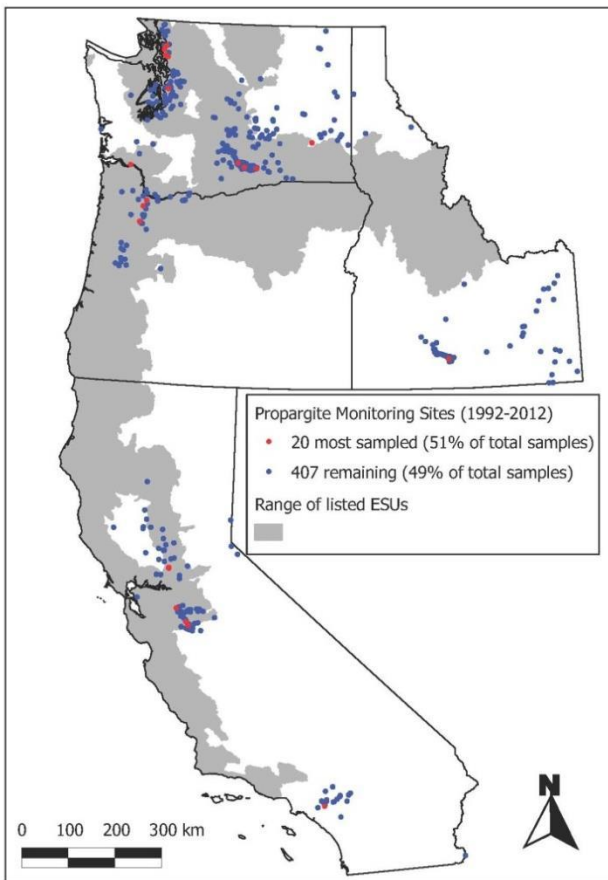 Propargite Monitoring Sites (1992-2012)
20 most sampled (51% of total samples)
407 remaining (49% of total samples)
Range of listed ESUs
N
0 100 200 300 km